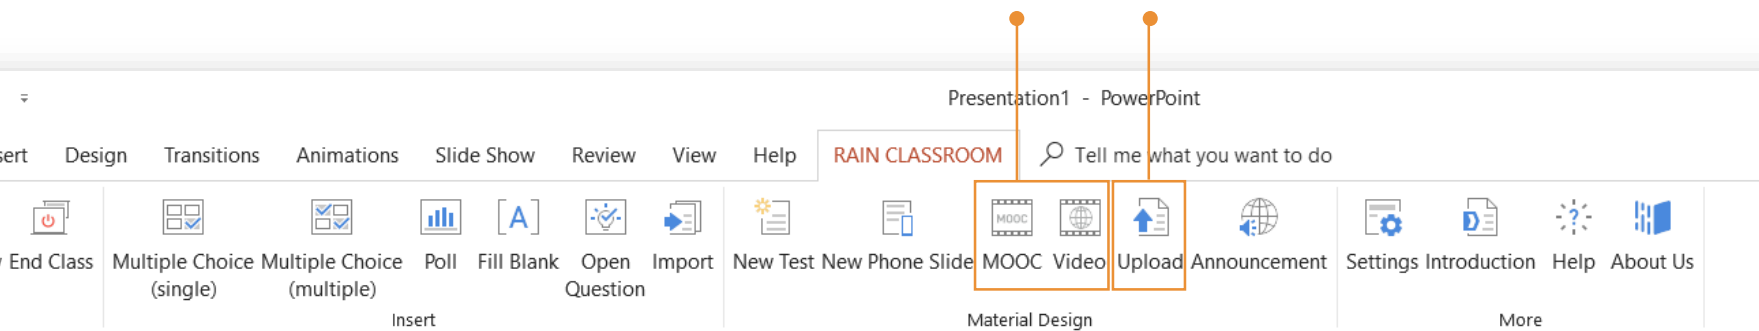 Presentation1 - PowerPoint
sert Design Transitions Animations Slide Show Review View Help RAIN CLASSROOM Tell me what you want to do
A MOOC
End Class Multiple Choice Multiple Choice Poll Fill Blank Open Import New Test New Phone Slide MOOC Video Upload Announcement Settings Introduction Help About Us
(single) (multiple) Question
Insert Material Design More